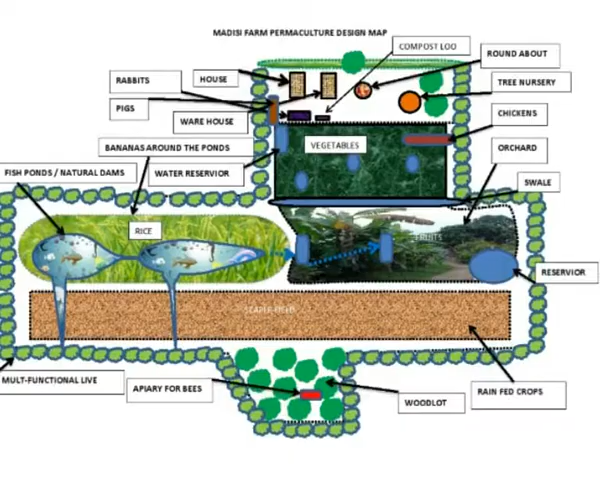 MADISI FARM PERMACULTURE DESIGN MAP
COMPOST LOO
ROUND ABOUT
RABBITS
HOUSE
TREE NURSERY
PIGS
WARE HOUSE
CHICKENS
BANANAS AROUND THE PONDS
VEGETABLES
ORCHARD
FISH PONDS / NATURAL DAMS
WATER RESERVIOR
SWALE
RICE
FRUITS
RESERVIOR
STAPLE FIELD
MULT-FUNCTIONAL LIVE
APIARY FOR BEES
WOODLOT
RAIN FED CROPS